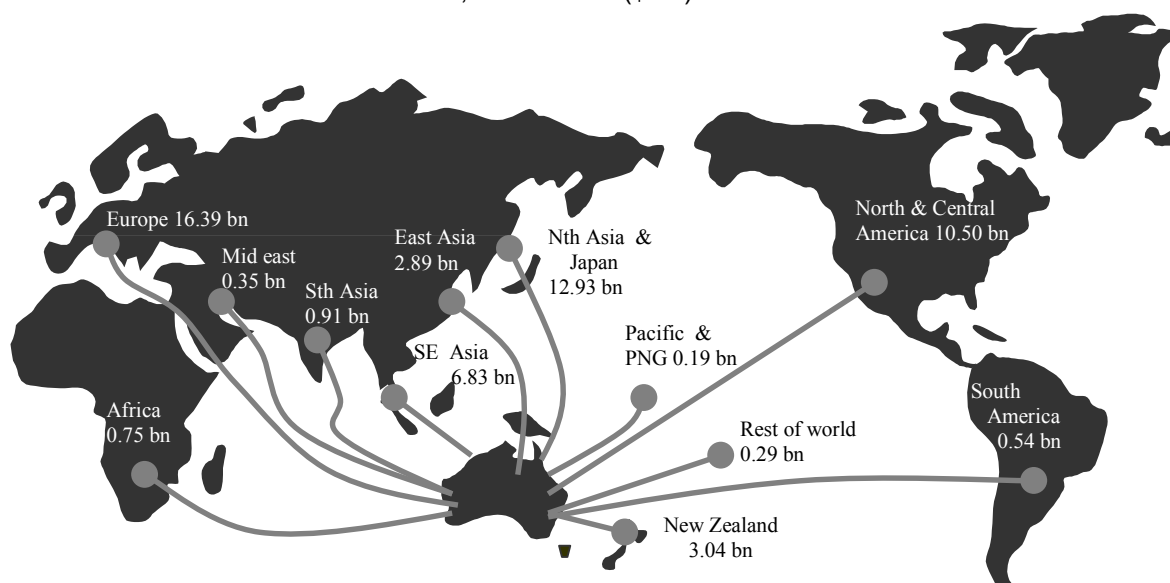 Europe 16.39 bn
Mid east
0.35 bn
Sth Asia
0.91 bn
East Asia
2.89 bn
Nth Asia &
Japan
12.93 bn
North & Central
America 10.50 bn
SE Asia
6.83 bn
Pacific &
PNG 0.19 bn
Africa
0.75 bn
South
America
0.54 bn
Rest of world
0.29 bn
New Zealand
3.04 bn